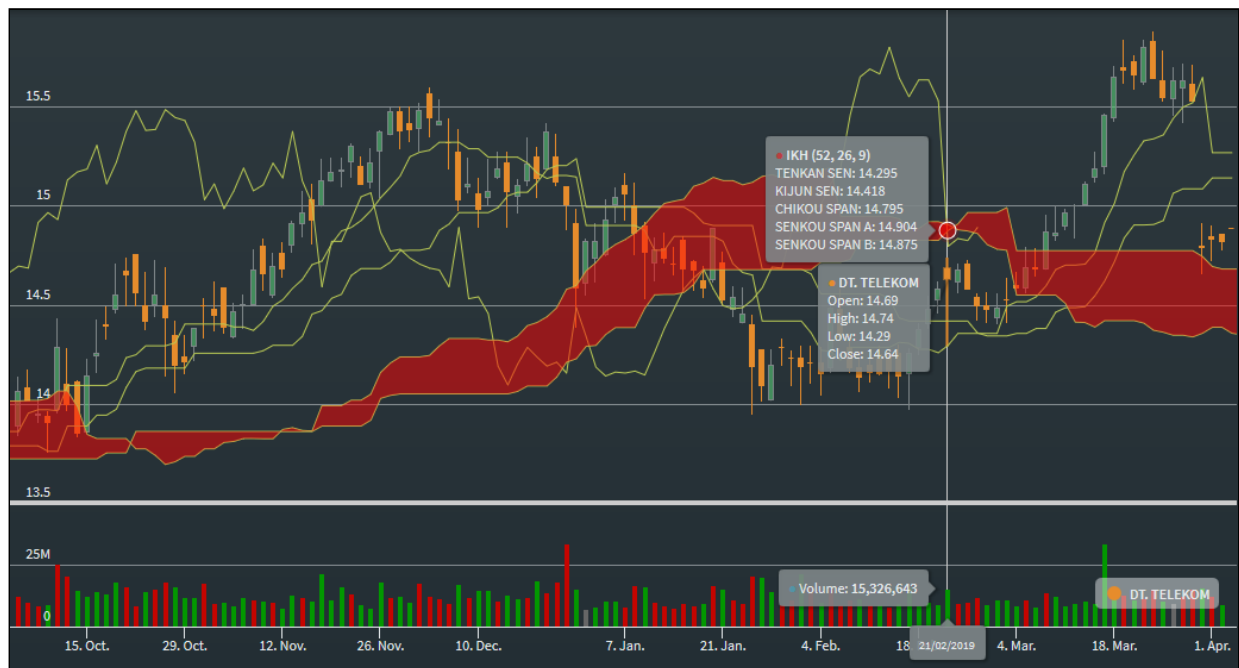 15.5
IKH (52, 26, 9)
TENKAN SEN: 14.295
KIJUN SEN: 14.418
CHIKOU SPAN: 14.795
SENKOU SPAN A: 14.904
SENKOU SPAN B: 14.875
15
DT. TELEKOM
Open: 14.69
High: 14.74
Low: 14.29
Close: 14.64
14.5
14
13.5
25M
Volume: 15,326,643
DT. TELEKOM
0
15. Oct. 29. Oct. 12. Nov. 26. Nov. 10. Dec. 7. Jan. 21. Jan. 4. Feb. 18. 21/02/2019 4. Mar. 18. Mar. 1. Apr.